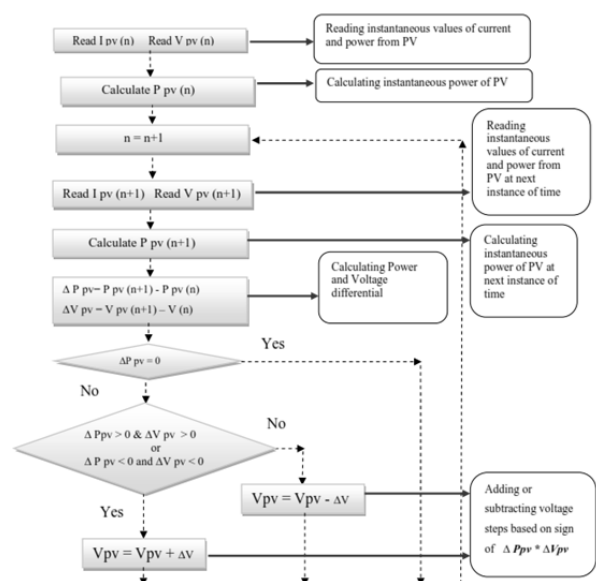 Read I pv (n) Read V pv (n)
Reading instantaneous values of current
and power from PV
Calculate P pv (n)
Calculating instantaneous power of PV
n = n+1
Reading
instantaneous
values of current
and power from
PV at next
instance of time
Read I pv (n+1) Read V pv (n+1)
Calculate P pv (n+1)
Calculating
instantaneous
power of PV at
next instance of
time
Δ P pv= P pv (n+1) - P pv (n)
ΔV pv = V pv (n+1) – V (n)
Calculating Power
and Voltage
differential
ΔP pv = 0
Yes
No
Δ Ppv > 0 & ΔV pv > 0
or
Δ P pv < 0 and ΔV pv < 0
No
Vpv = Vpv - ΔV
Yes
Vpv = Vpv + ΔV
Adding or
subtracting voltage
steps based on sign
of Δ Ppv * ΔVpv